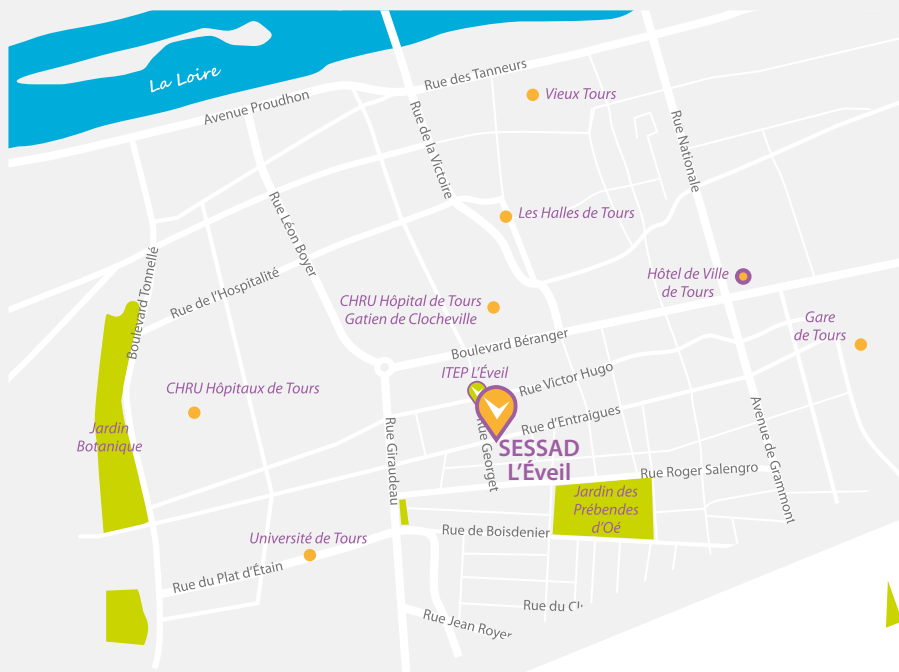 La Loire
Avenue Proudhon
Rue des Tanneurs
Vieux Tours
Rue de la Victoire
Rue Nationale
Rue Léon Boyer
Les Halles de Tours
Boulevard Tonnellé
Rue de l'Hospitalité
Hôtel de Ville
de Tours
CHRU Hôpital de Tours
Gatien de Clocheville
Gare
de Tours
Boulevard Béranger
ITEP L'Éveil
Rue Victor Hugo
CHRU Hôpitaux de Tours
Rue d'Entraigues
Jardin
Botanique
Rue Giraudeau
Rue Georget
SESSAD
L'Éveil
Avenue de Grammont
Rue Roger Salengro
Jardin des
Prébendes
d'Oé
Université de Tours
Rue de Boisdenier
Rue du Plat d'Étain
Rue du
Rue Jean Royer